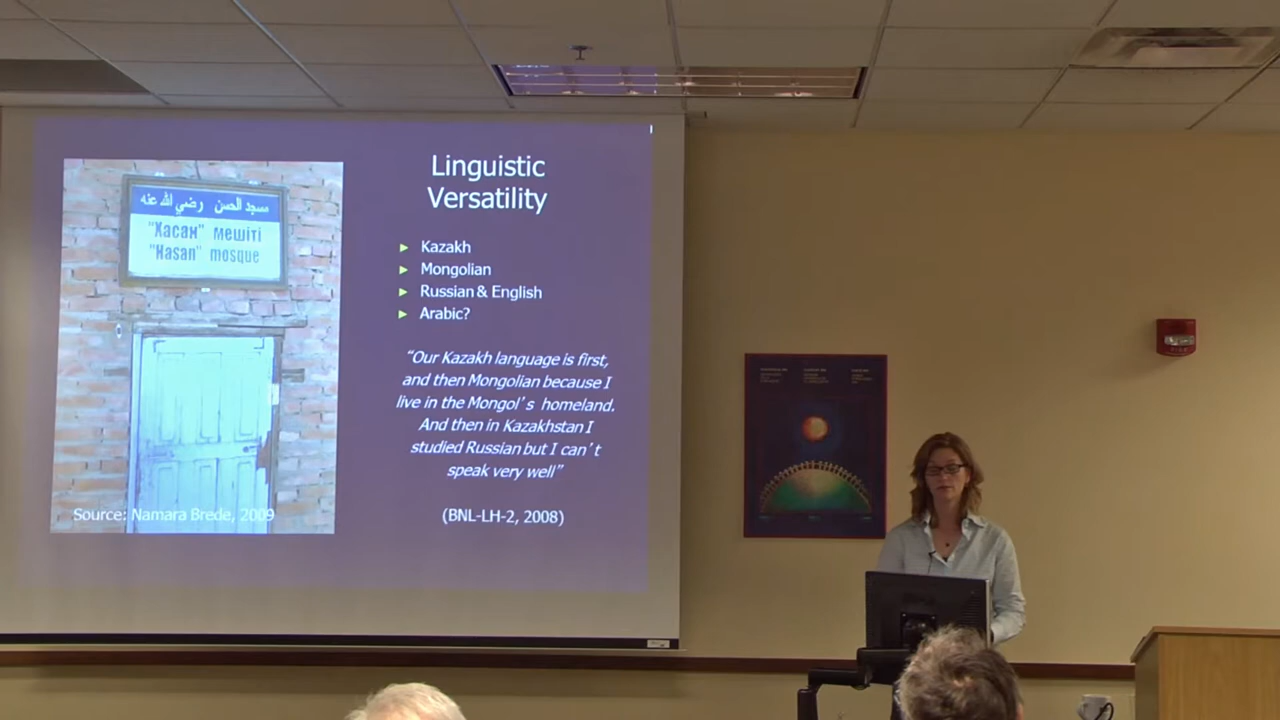 مسجد الحسن رضي الله عنه
"Хасан" мешіті
"Hasan" mosque
Source: Namara Brede, 2009
Linguistic
Versatility
Kazakh
Mongolian
Russian & English
Arabic?
“Our Kazakh language is first,
and then Mongolian because I
live in the Mongol’s homeland.
And then in Kazakhstan I
studied Russian but I can’t
speak very well”
(BNL-LH-2, 2008)